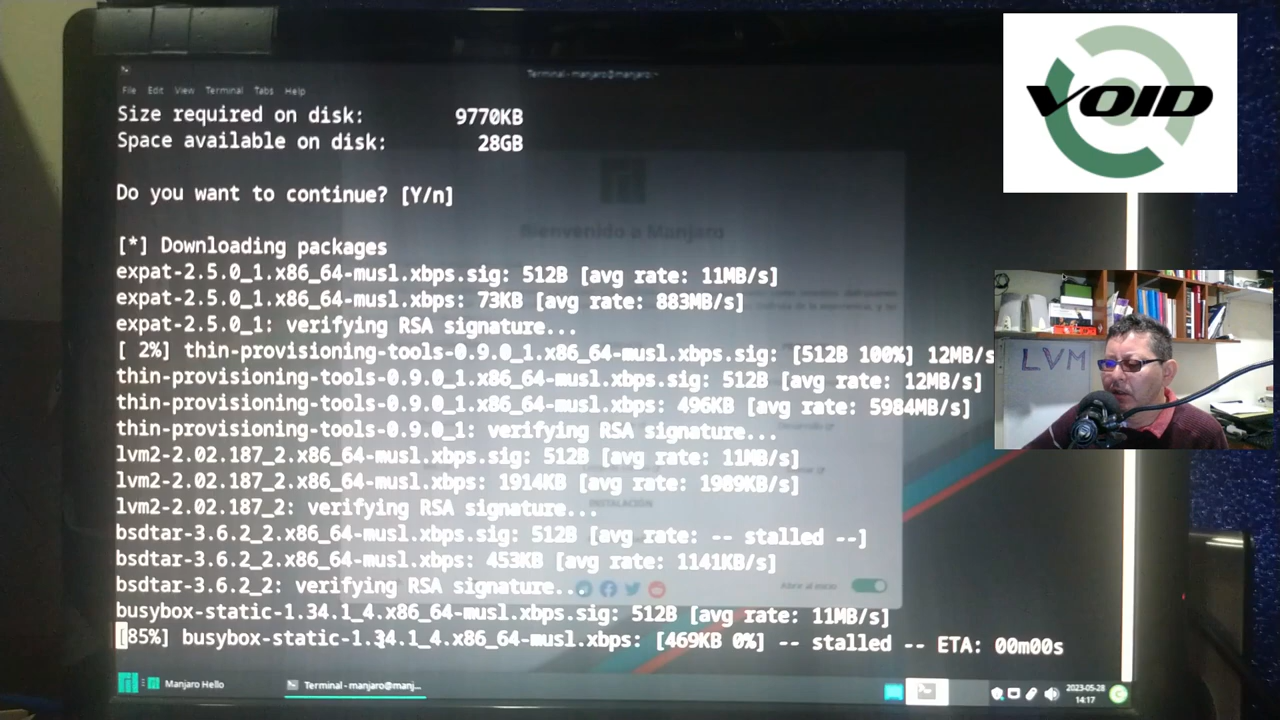 Terminal - manjaro@manjaro:~
File Edit View Terminal Tabs Help
Size required on disk: 9770KB
Space available on disk: 28GB
Do you want to continue? [Y/n]
[*] Downloading packages
expat-2.5.0_1.x86_64-musl.xbps.sig: 512B [avg rate: 11MB/s]
expat-2.5.0_1.x86_64-musl.xbps: 73KB [avg rate: 883MB/s]
expat-2.5.0_1: verifying RSA signature...
[ 2%] thin-provisioning-tools-0.9.0_1.x86_64-musl.xbps.sig: [512B 100%] 12MB/s
thin-provisioning-tools-0.9.0_1.x86_64-musl.xbps.sig: 512B [avg rate: 12MB/s]
thin-provisioning-tools-0.9.0_1.x86_64-musl.xbps: 496KB [avg rate: 5984MB/s]
thin-provisioning-tools-0.9.0_1: verifying RSA signature...
lvm2-2.02.187_2.x86_64-musl.xbps.sig: 512B [avg rate: 11MB/s]
lvm2-2.02.187_2.x86_64-musl.xbps: 1914KB [avg rate: 1989KB/s]
lvm2-2.02.187_2: verifying RSA signature...
bsdtar-3.6.2_2.x86_64-musl.xbps.sig: 512B [avg rate: -- stalled --]
bsdtar-3.6.2_2.x86_64-musl.xbps: 453KB [avg rate: 1141KB/s]
bsdtar-3.6.2_2: verifying RSA signature...
busybox-static-1.34.1_4.x86_64-musl.xbps.sig: 512B [avg rate: 11MB/s]
[85%] busybox-static-1.34.1_4.x86_64-musl.xbps: [469KB 0%] -- stalled -- ETA: 00m00s
Bienvenido a Manjaro
INSTALACIÓN
Abrir al inicio
Manjaro Hello
Terminal - manjaro@manj...
2023-05-28
14:17
VOID
LVM